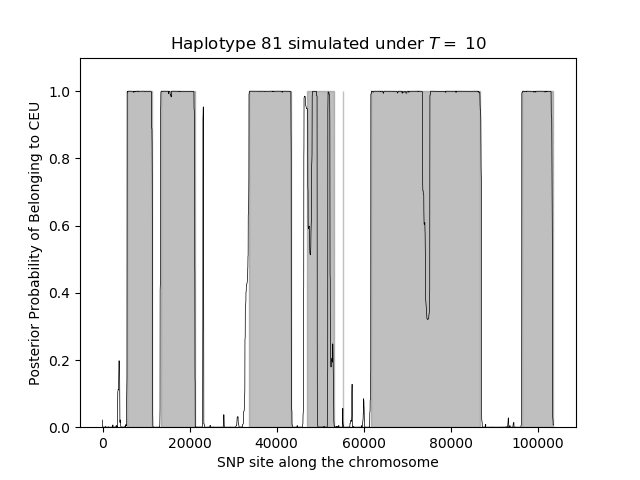 Haplotype 81 simulated under T = 10
Posterior Probability of Belonging to CEU
1.0
0.8
0.6
0.4
0.2
0.0
0 20000 40000 60000 80000 100000
SNP site along the chromosome